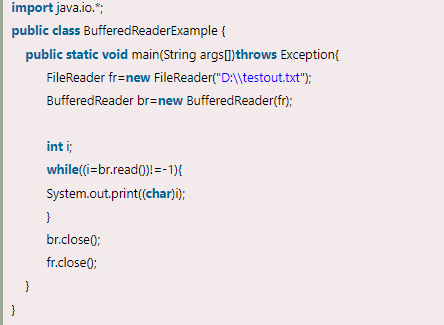 import java.io.*;
public class BufferedReaderExample {
public static void main(String args[])throws Exception{
FileReader fr=new FileReader("D:\\testout.txt");
BufferedReader br=new BufferedReader(fr);
int i;
while((i=br.read())!=-1){
System.out.print((char)i);
}
br.close();
fr.close();
}
}